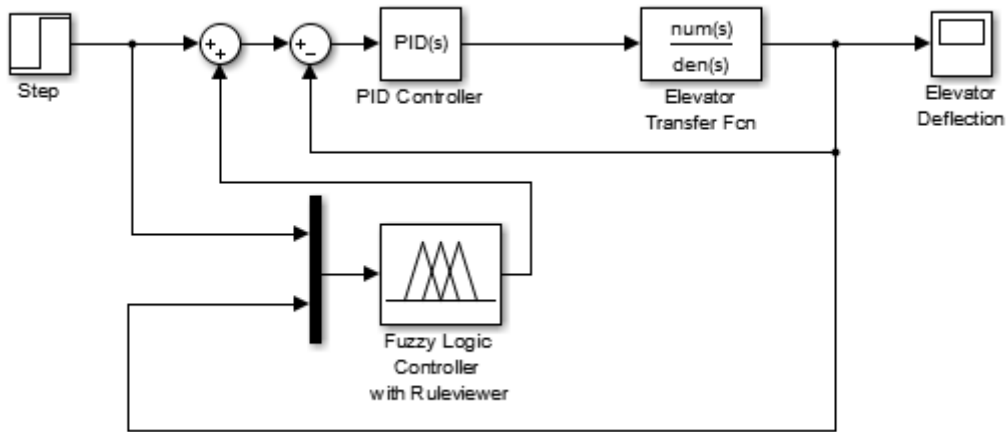 Step
+
+
+
−
PID(s)
PID Controller
num(s)
den(s)
Elevator
Transfer Fcn
Elevator
Deflection
Fuzzy Logic
Controller
with Ruleviewer